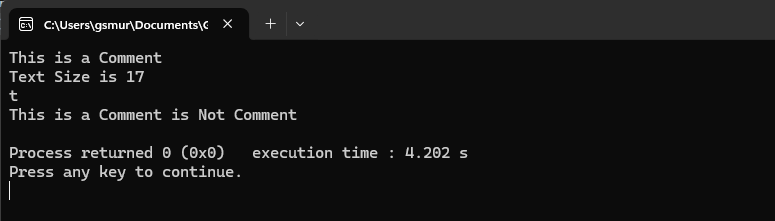 C:\Users\gsmur\Documents\G
This is a Comment
Text Size is 17
t
This is a Comment is Not Comment
Process returned 0 (0x0)   execution time : 4.202 s
Press any key to continue.